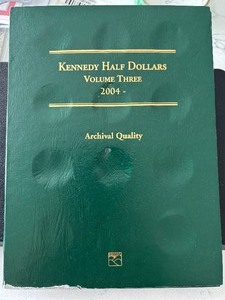 Kennedy Half Dollars
Volume Three
2004 -
Archival Quality